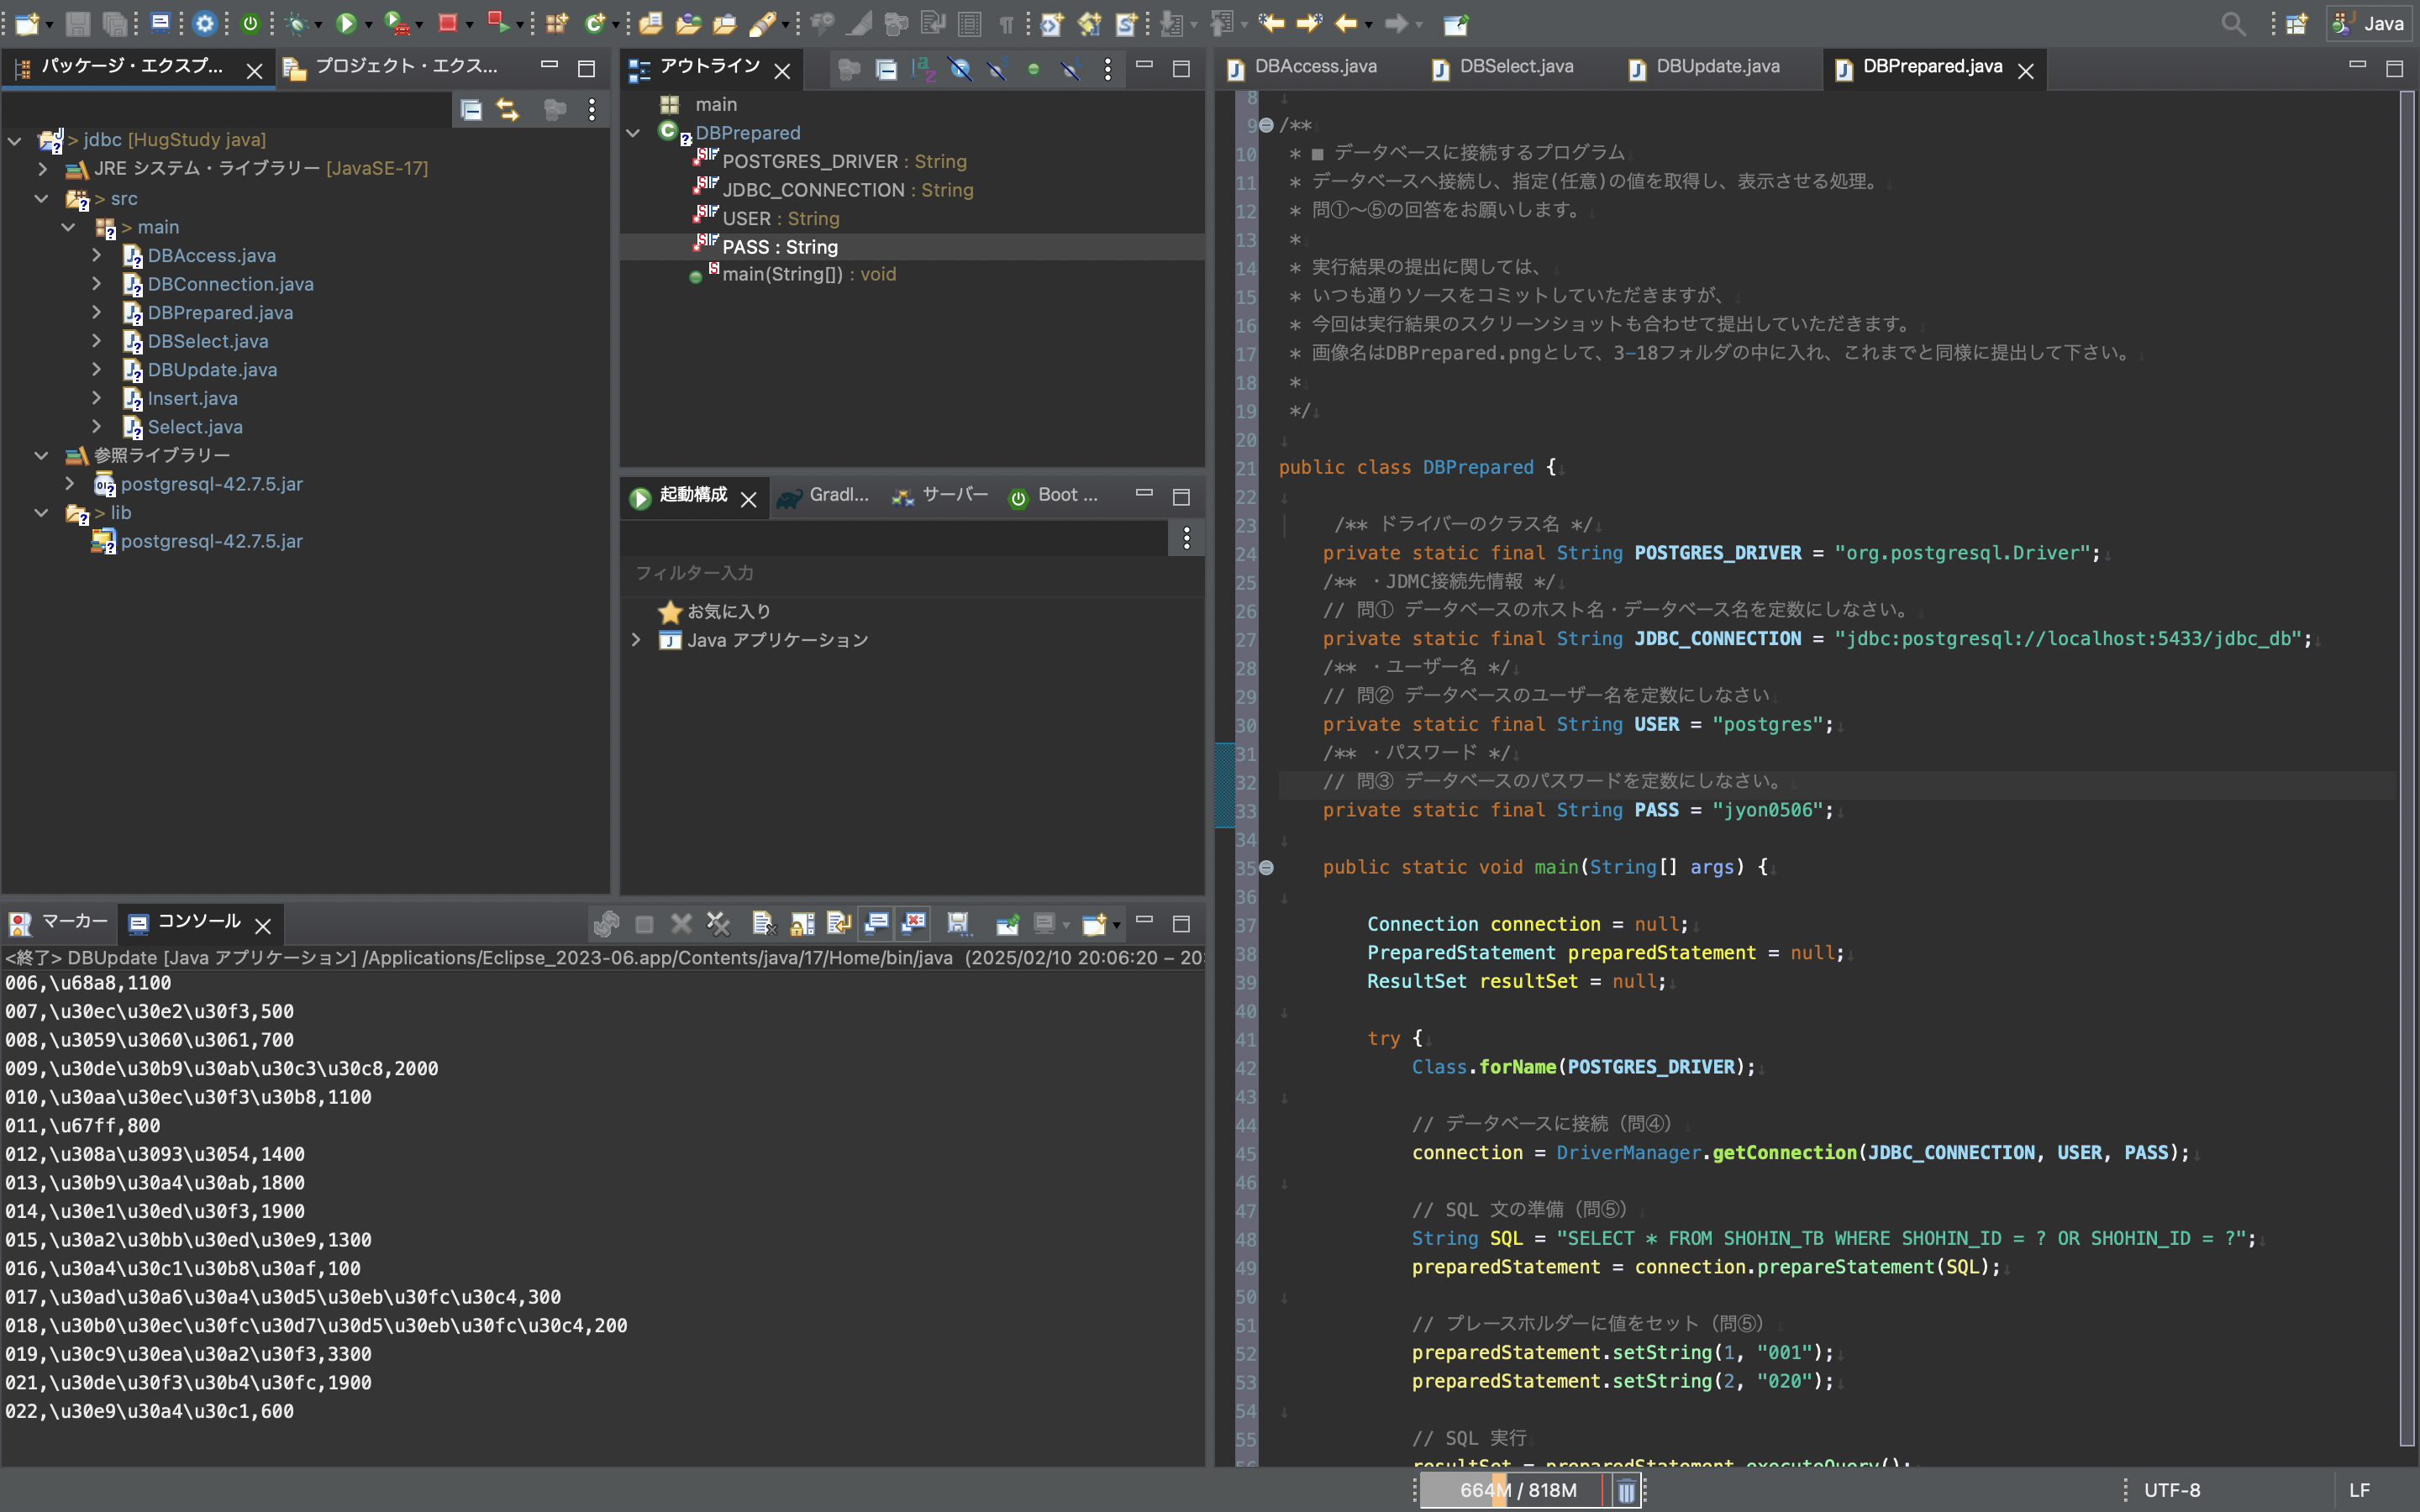 Java
パッケージ・エクスプ...
プロジェクト・エクス...
> jdbc [HugStudy java]
JRE システム・ライブラリー [JavaSE-17]
> src
> main
DBAccess.java
DBConnection.java
DBPrepared.java
DBSelect.java
DBUpdate.java
Insert.java
Select.java
参照ライブラリー
postgresql-42.7.5.jar
> lib
postgresql-42.7.5.jar
アウトライン
main
DBPrepared
POSTGRES_DRIVER : String
JDBC_CONNECTION : String
USER : String
PASS : String
main(String[]) : void
起動構成
Gradl...
サーバー
Boot ...
フィルター入力
お気に入り
Java アプリケーション
マーカー
コンソール
<終了> DBUpdate [Java アプリケーション] /Applications/Eclipse_2023-06.app/Contents/java/17/Home/bin/java (2025/02/10 20:06:20 – 20
006,\u68a8,1100
007,\u30ec\u30e2\u30f3,500
008,\u3059\u3060\u3061,700
009,\u30de\u30b9\u30ab\u30c3\u30c8,2000
010,\u30aa\u30ec\u30f3\u30b8,1100
011,\u67ff,800
012,\u308a\u3093\u3054,1400
013,\u30b9\u30a4\u30ab,1800
014,\u30e1\u30ed\u30f3,1900
015,\u30a2\u30bb\u30ed\u30e9,1300
016,\u30a4\u30c1\u30b8\u30af,100
017,\u30ad\u30a6\u30a4\u30d5\u30eb\u30fc\u30c4,300
018,\u30b0\u30ec\u30fc\u30d7\u30d5\u30eb\u30fc\u30c4,200
019,\u30c9\u30ea\u30a2\u30f3,3300
021,\u30de\u30f3\u30b4\u30fc,1900
022,\u30e9\u30a4\u30c1,600
DBAccess.java
DBSelect.java
DBUpdate.java
DBPrepared.java
8
9 /**
10 * ■ データベースに接続するプログラム
11 * データベースへ接続し、指定(任意)の値を取得し、表示させる処理。
12 * 問①〜⑤の回答をお願いします。
13 *
14 * 実行結果の提出に関しては、
15 * いつも通りソースをコミットしていただきますが、
16 * 今回は実行結果のスクリーンショットも合わせて提出していただきます。
17 * 画像名はDBPrepared.pngとして、3-18フォルダの中に入れ、これまでと同様に提出して下さい。
18 *
19 */
20
21 public class DBPrepared {
22
23 /** ドライバーのクラス名 */
24 private static final String POSTGRES_DRIVER = "org.postgresql.Driver";
25 /** ・JDMC接続先情報 */
26 // 問① データベースのホスト名・データベース名を定数にしなさい。
27 private static final String JDBC_CONNECTION = "jdbc:postgresql://localhost:5433/jdbc_db";
28 /** ・ユーザー名 */
29 // 問② データベースのユーザー名を定数にしなさい
30 private static final String USER = "postgres";
31 /** ・パスワード */
32 // 問③ データベースのパスワードを定数にしなさい。
33 private static final String PASS = "jyon0506";
34
35 public static void main(String[] args) {
36
37 Connection connection = null;
38 PreparedStatement preparedStatement = null;
39 ResultSet resultSet = null;
40
41 try {
42 Class.forName(POSTGRES_DRIVER);
43
44 // データベースに接続（問④）
45 connection = DriverManager.getConnection(JDBC_CONNECTION, USER, PASS);
46
47 // SQL 文の準備（問⑤）
48 String SQL = "SELECT * FROM SHOHIN_TB WHERE SHOHIN_ID = ? OR SHOHIN_ID = ?";
49 preparedStatement = connection.prepareStatement(SQL);
50
51 // プレースホルダーに値をセット（問⑤）
52 preparedStatement.setString(1, "001");
53 preparedStatement.setString(2, "020");
54
55 // SQL 実行
56 resultSet = preparedStatement.executeQuery();
664M / 818M
UTF-8
LF